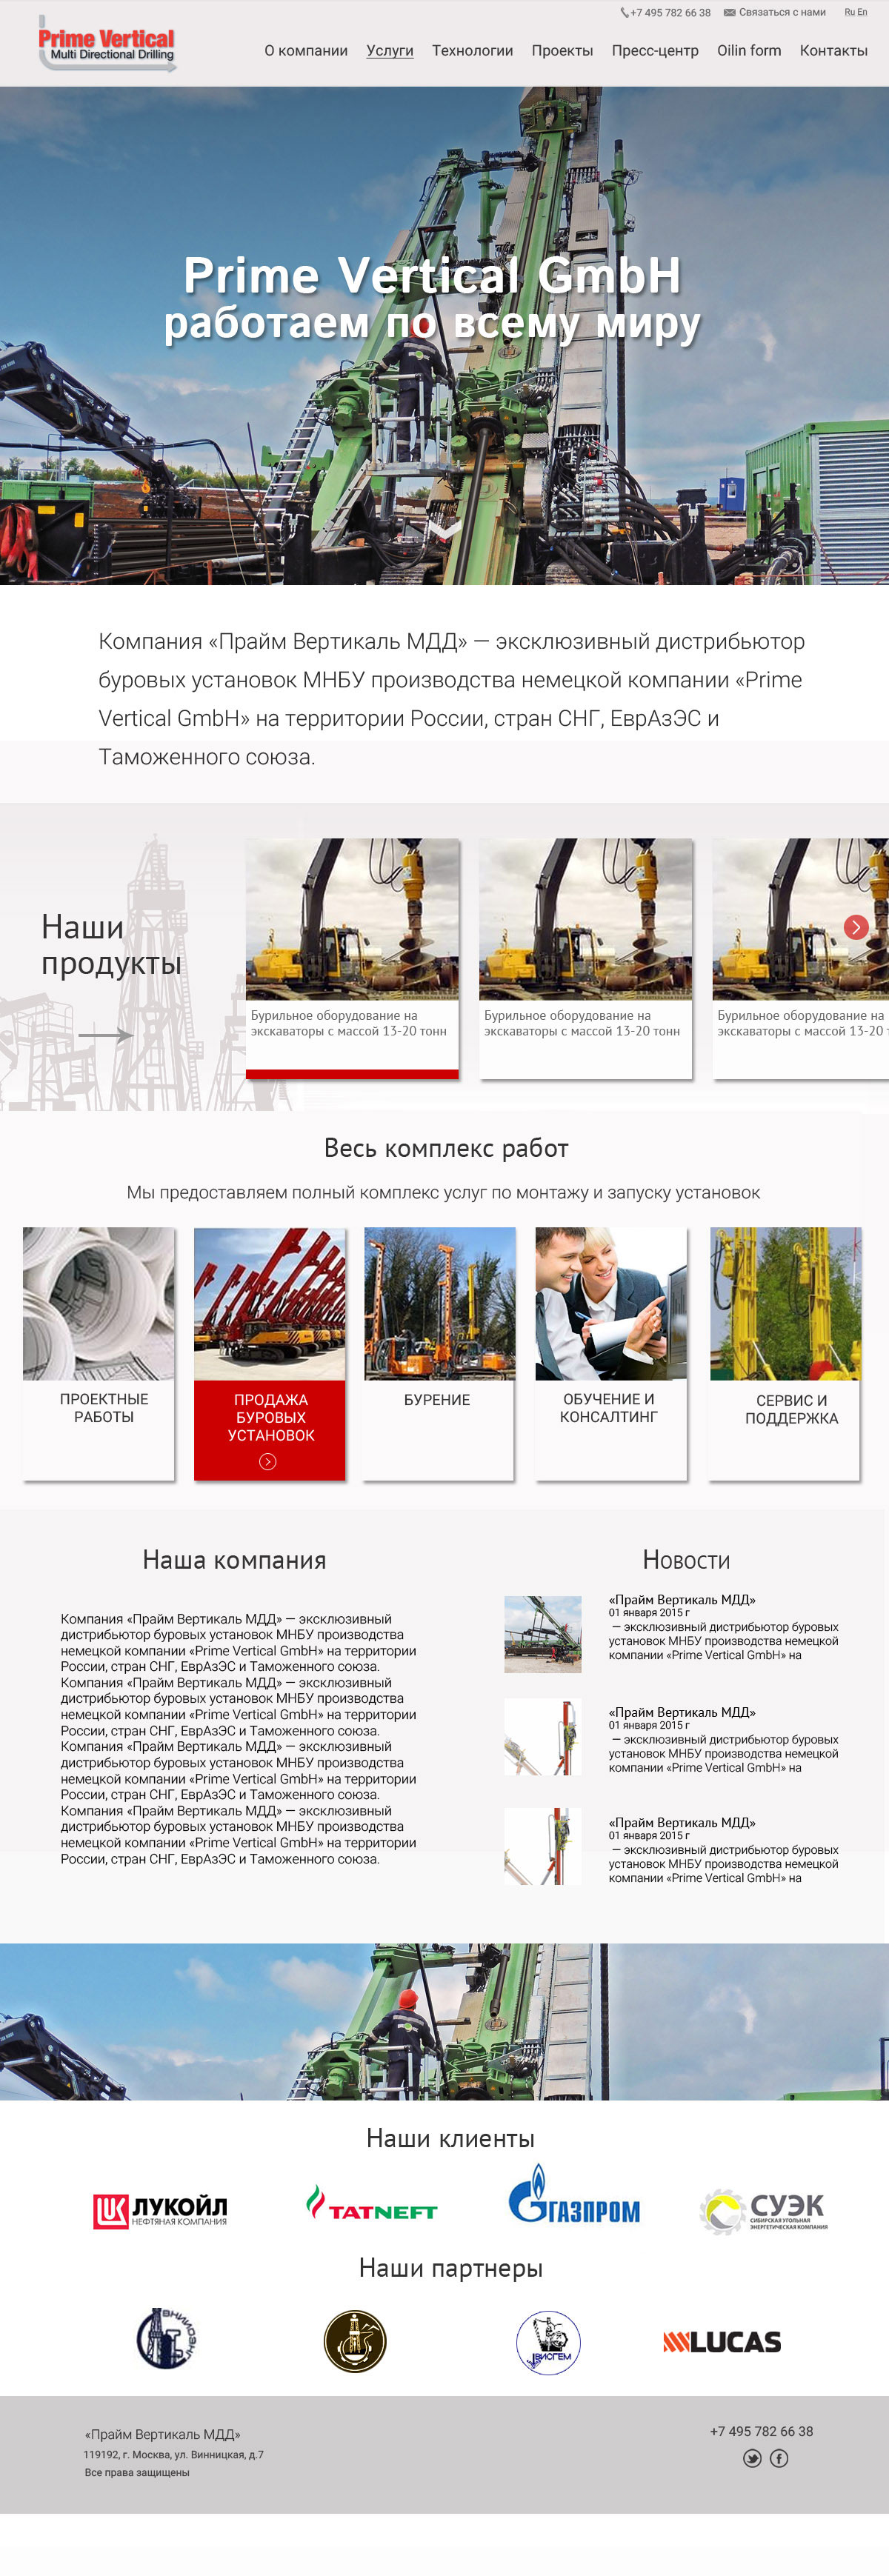 +7 495 782 66 38 Связаться с нами Ru En
Prime Vertical
Multi Directional Drilling
О компании Услуги Технологии Проекты Пресс-центр Oilin form Контакты
Prime Vertical GmbH
работаем по всему миру
Компания «Прайм Вертикаль МДД» — эксклюзивный дистрибьютор
буровых установок МНБУ производства немецкой компании «Prime
Vertical GmbH» на территории России, стран СНГ, ЕврАзЭС и
Таможенного союза.
Наши
продукты
Бурильное оборудование на
экскаваторы с массой 13-20 тонн
Бурильное оборудование на
экскаваторы с массой 13-20 тонн
Бурильное оборудование на
экскаваторы с массой 13-20 т
Весь комплекс работ
Мы предоставляем полный комплекс услуг по монтажу и запуску установок
ПРОЕКТНЫЕ
РАБОТЫ
ПРОДАЖА
БУРОВЫХ
УСТАНОВОК
БУРЕНИЕ
ОБУЧЕНИЕ И
КОНСАЛТИНГ
СЕРВИС И
ПОДДЕРЖКА
Наша компания
Компания «Прайм Вертикаль МДД» — эксклюзивный
дистрибьютор буровых установок МНБУ производства
немецкой компании «Prime Vertical GmbH» на территории
России, стран СНГ, ЕврАзЭС и Таможенного союза.
Компания «Прайм Вертикаль МДД» — эксклюзивный
дистрибьютор буровых установок МНБУ производства
немецкой компании «Prime Vertical GmbH» на территории
России, стран СНГ, ЕврАзЭС и Таможенного союза.
Компания «Прайм Вертикаль МДД» — эксклюзивный
дистрибьютор буровых установок МНБУ производства
немецкой компании «Prime Vertical GmbH» на территории
России, стран СНГ, ЕврАзЭС и Таможенного союза.
Компания «Прайм Вертикаль МДД» — эксклюзивный
дистрибьютор буровых установок МНБУ производства
немецкой компании «Prime Vertical GmbH» на территории
России, стран СНГ, ЕврАзЭС и Таможенного союза.
Новости
«Прайм Вертикаль МДД»
01 января 2015 г
— эксклюзивный дистрибьютор буровых
установок МНБУ производства немецкой
компании «Prime Vertical GmbH» на
«Прайм Вертикаль МДД»
01 января 2015 г
— эксклюзивный дистрибьютор буровых
установок МНБУ производства немецкой
компании «Prime Vertical GmbH» на
«Прайм Вертикаль МДД»
01 января 2015 г
— эксклюзивный дистрибьютор буровых
установок МНБУ производства немецкой
компании «Prime Vertical GmbH» на
Наши клиенты
ЛУКОЙЛ
НЕФТЯНАЯ КОМПАНИЯ
TATNEFT
ГАЗПРОМ
СУЭК
СИБИРСКАЯ УГОЛЬНАЯ
ЭНЕРГЕТИЧЕСКАЯ КОМПАНИЯ
Наши партнеры
ВИСГЕМ
LUCAS
«Прайм Вертикаль МДД»
119192, г. Москва, ул. Винницкая, д.7
Все права защищены
+7 495 782 66 38